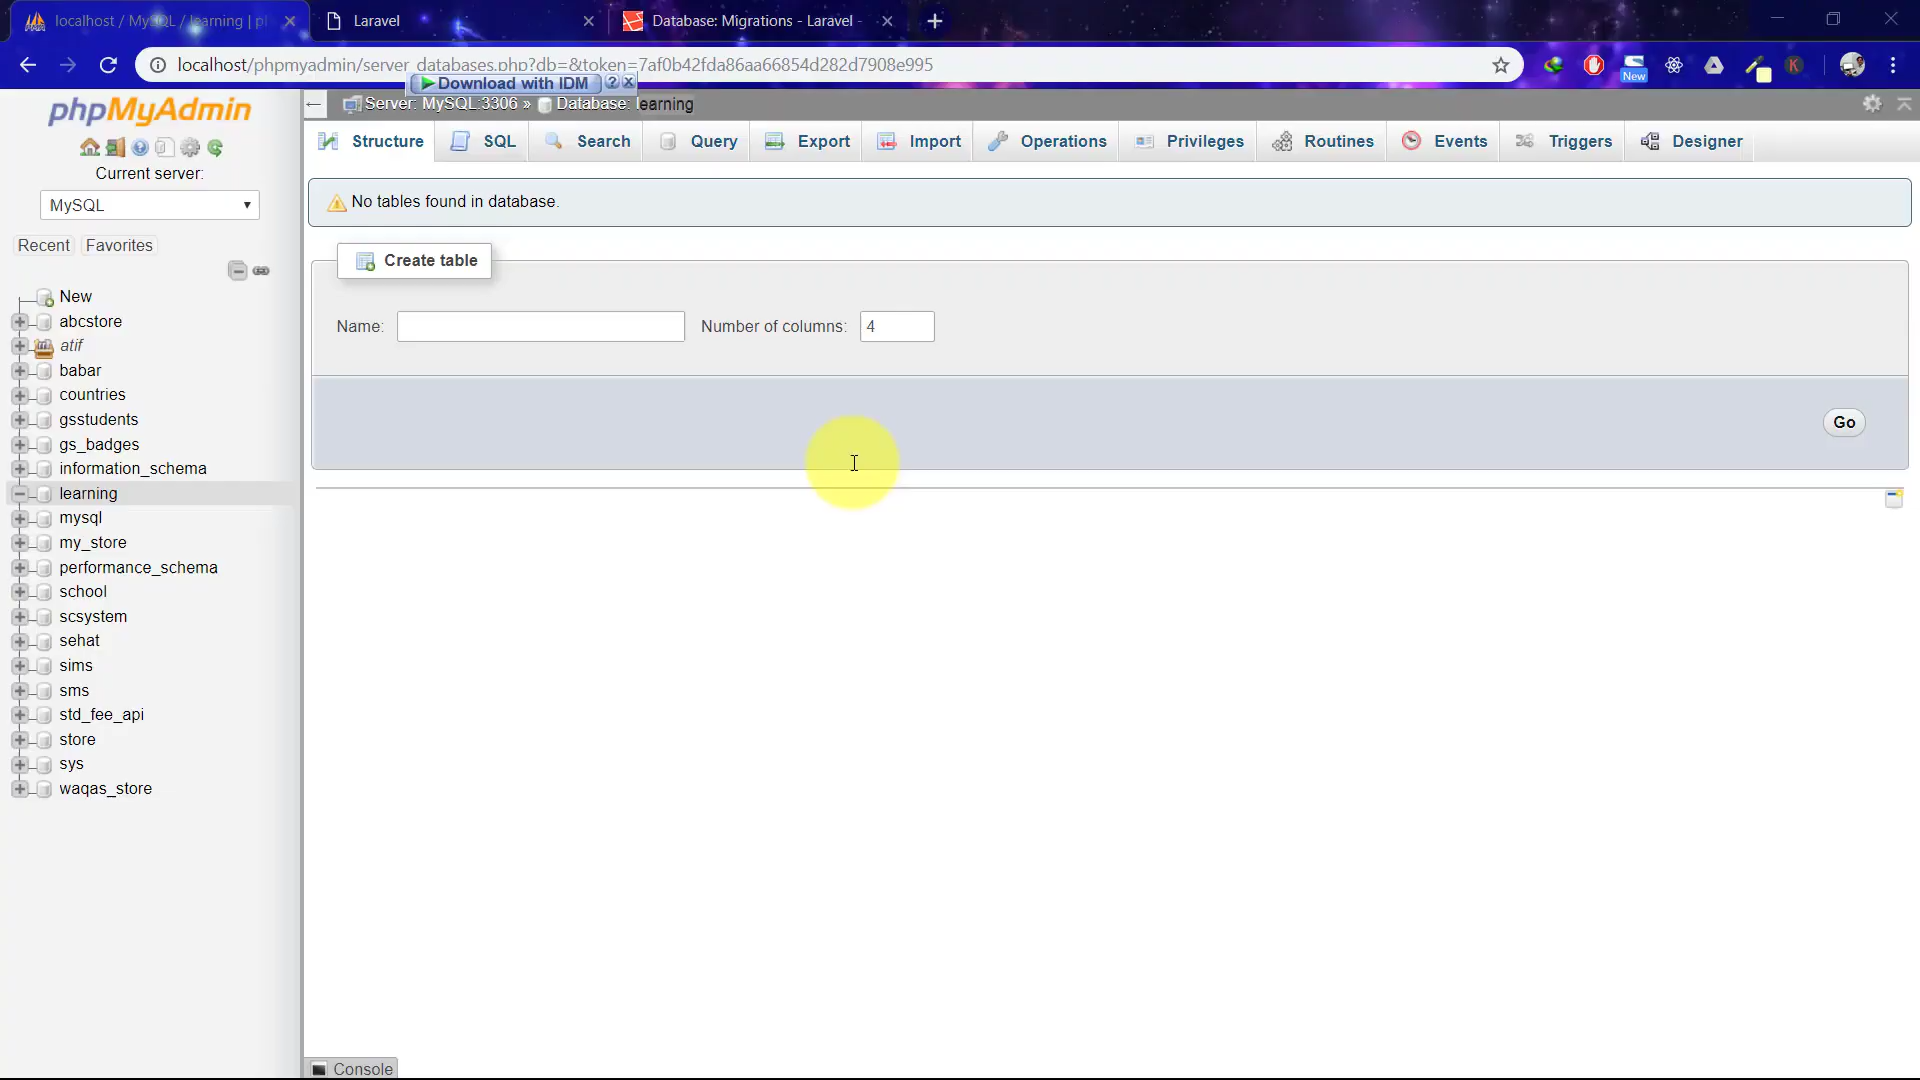 localhost / MySQL / learning | p
Laravel
Database: Migrations - Laravel -
localhost/phpmyadmin/server_databases.php?db=&token=7af0b42fda86aa66854d282d7908e995
New
K
Download with IDM
phpMyAdmin
Server: MySQL:3306 » Database: learning
Structure
SQL
Search
Query
Export
Import
Operations
Privileges
Routines
Events
Triggers
Designer
Current server:
MySQL
Recent
Favorites
No tables found in database.
Create table
Name:
Number of columns: 4
Go
New
abcstore
atif
babar
countries
gsstudents
gs_badges
information_schema
learning
mysql
my_store
performance_schema
school
scsystem
sehat
sims
sms
std_fee_api
store
sys
waqas_store
Console